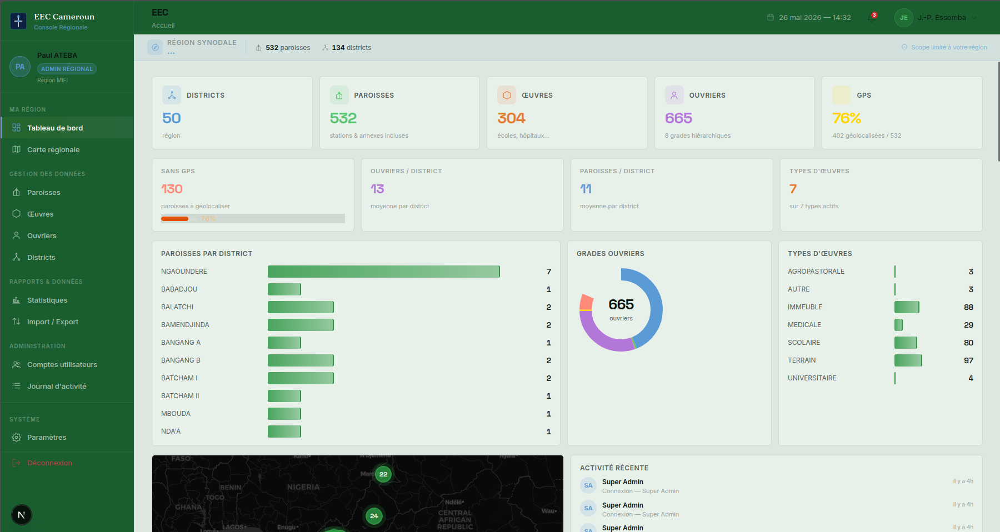 EEC Cameroun
Console Régionale
PA
Paul ATEBA
ADMIN RÉGIONAL
Région MIFI
MA RÉGION
Tableau de bord
Carte régionale
GESTION DES DONNÉES
Paroisses
Œuvres
Ouvriers
Districts
RAPPORTS & DONNÉES
Statistiques
Import / Export
ADMINISTRATION
Comptes utilisateurs
Journal d'activité
SYSTÈME
Paramètres
Déconnexion
N
EEC
Accueil
26 mai 2026 — 14:32
3
JE
J.-P. Essomba
RÉGION SYNODALE
...
532 paroisses
134 districts
Scope limité à votre région
DISTRICTS
50
région
PAROISSES
532
stations & annexes incluses
ŒUVRES
304
écoles, hôpitaux...
OUVRIERS
665
8 grades hiérarchiques
GPS
76%
402 géolocalisées / 532
SANS GPS
130
paroisses à géolocaliser
76%
OUVRIERS / DISTRICT
13
moyenne par district
PAROISSES / DISTRICT
11
moyenne par district
TYPES D'ŒUVRES
7
sur 7 types actifs
PAROISSES PAR DISTRICT
NGAOUNDERE 7
BABADJOU 1
BALATCHI 2
BAMENDJINDA 2
BANGANG A 1
BANGANG B 2
BATCHAM I 2
BATCHAM II 1
MBOUDA 1
NDA'A 1
GRADES OUVRIERS
665
ouvriers
TYPES D'ŒUVRES
AGROPASTORALE 3
AUTRE 3
IMMEUBLE 88
MEDICALE 29
SCOLAIRE 80
TERRAIN 97
UNIVERSITAIRE 4
FASO
Kano
N'Djamena
Nyala
22
BENIN
NIGERIA
TOGO
GHANA
Ndélé
CENTRAL
AFRICAN
REPUBLIC
Wau
24
LAGOS
Enugu
Lomé
ACTIVITÉ RÉCENTE
SA
Super Admin
il y a 4h
Connexion — Super Admin
SA
Super Admin
il y a 4h
Connexion — Super Admin
SA
Super Admin
il y a 4h